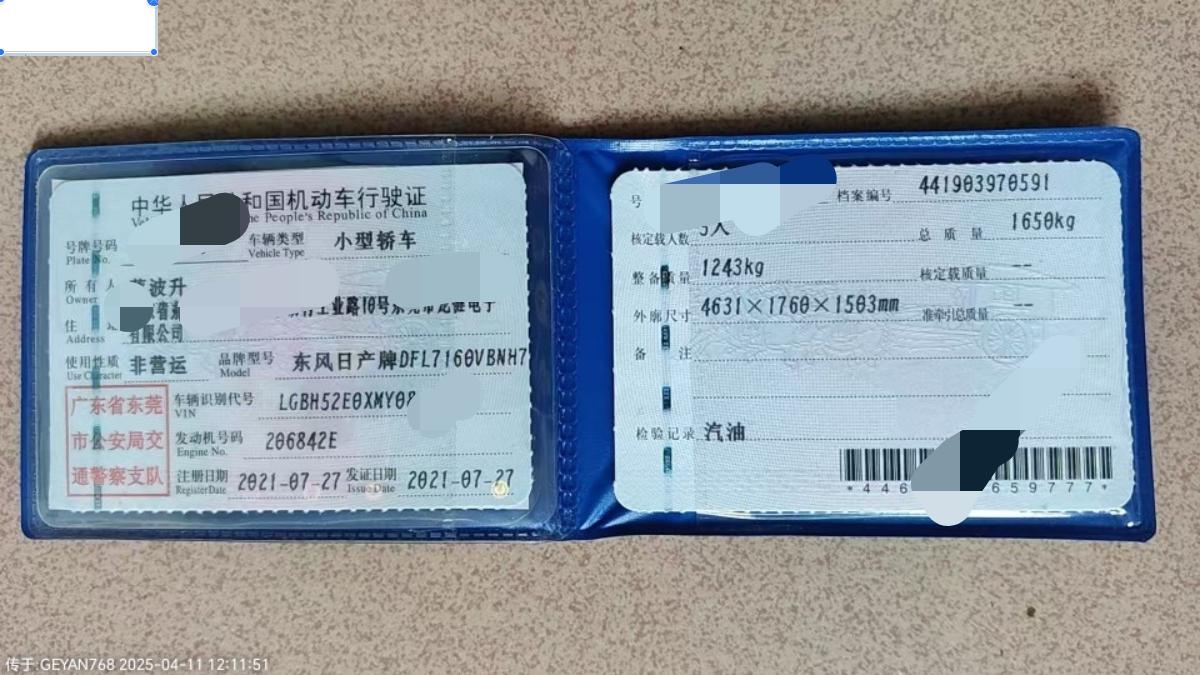 中华人 和国机动车行驶证
he People's Republic of China
号牌号码
Plate No.
车辆类型 小型轿车
Vehicle Type
所有人 波升
Owner
住
Address
工业路10号东莞市龙健电子
有限公司
使用性质 非营运 品牌型号 东风日产牌DFL7160VBNH7
Use Character Model
广东省东莞
市公安局交
通警察支队
车辆识别代号 LGBH52E0XMY08
VIN
发动机号码 206842E
Engine No.
注册日期 2021-07-27 发证日期 2021-07-27
Register Date Issue Date
号 档案编号 441903970591
核定载人数 5人 总质量 1650kg
整备质量 1243kg 核定载质量 --
外廓尺寸 4631×1760×1503mm 准牵引总质量 --
备注
检验记录 汽油
*446 659777*
传于:GEYAN768 2025-04-11 12:11:51